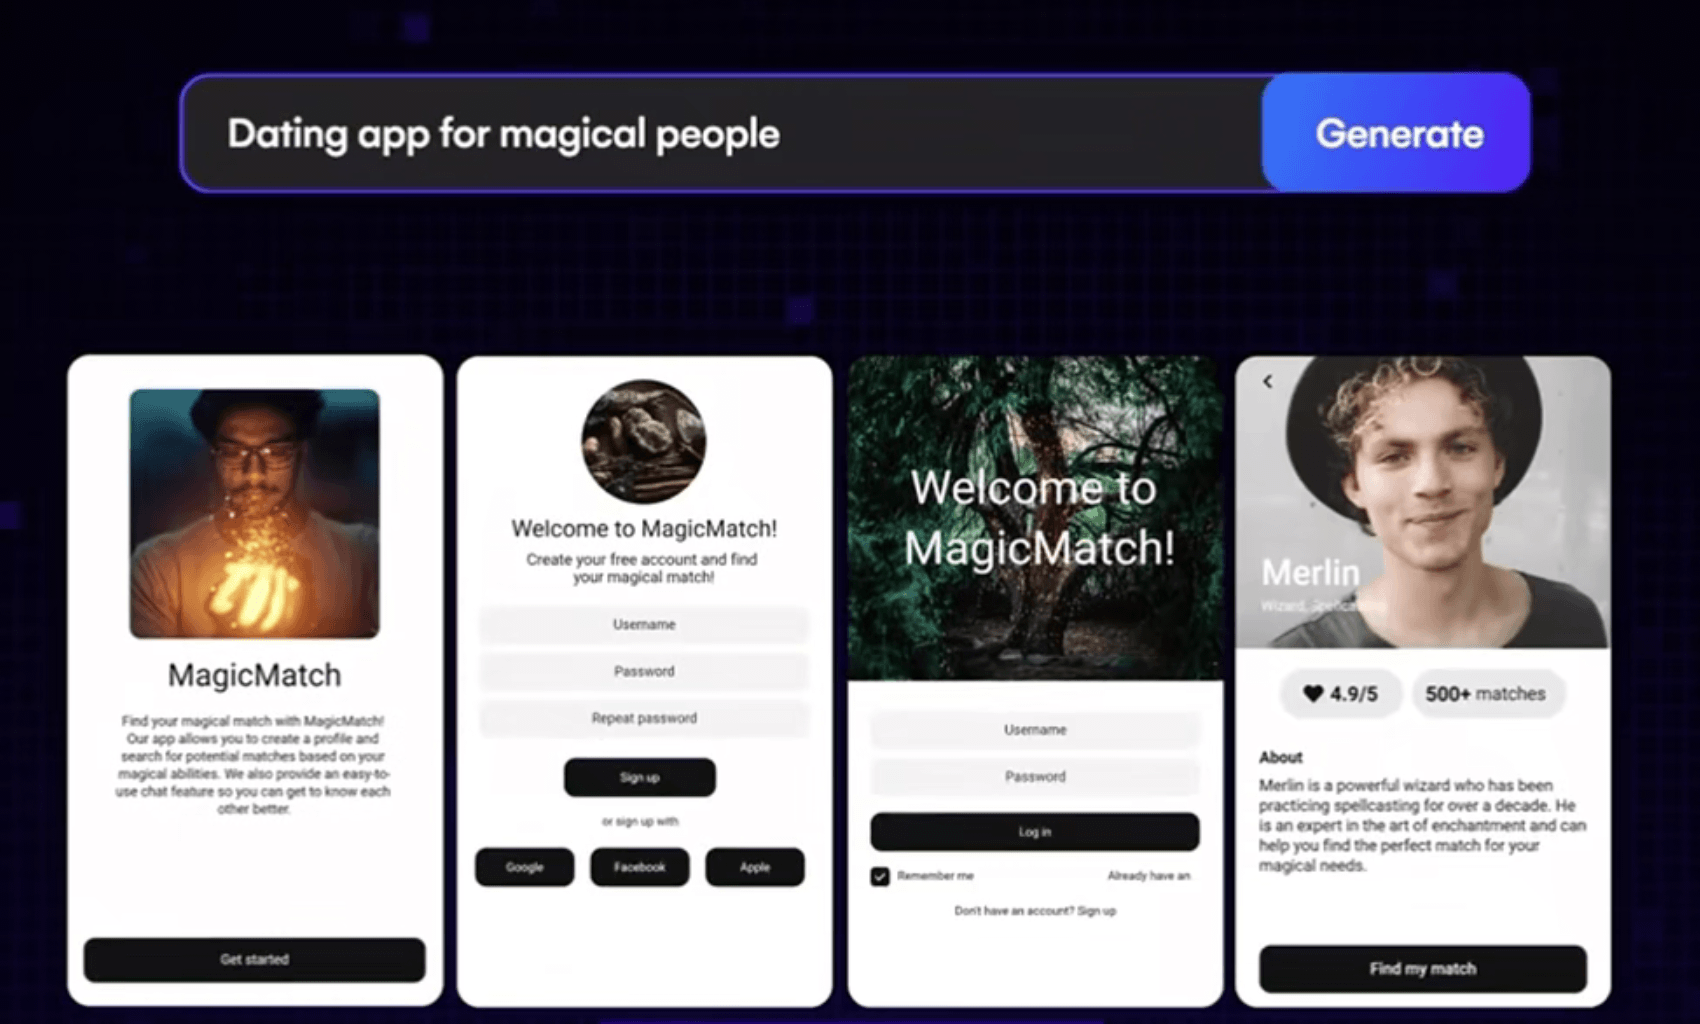 Dating app for magical people
Generate
MagicMatch
Find your magical match with MagicMatch!
Our app allows you to create a profile and
search for potential matches based on your
magical abilities. We also provide an easy-to-
use chat feature so you can get to know each
other better.
Get started
Welcome to MagicMatch!
Create your free account and find
your magical match!
Username
Password
Repeat password
Sign up
or sign up with
Google
Facebook
Apple
Welcome to
MagicMatch!
Username
Password
Log in
Remember me
Already have an
Don't have an account? Sign up
Merlin
Wizard,
4.9/5
500+ matches
About
Merlin is a powerful wizard who has been
practicing spellcasting for over a decade. He
is an expert in the art of enchantment and can
help you find the perfect match for your
magical needs.
Find my match